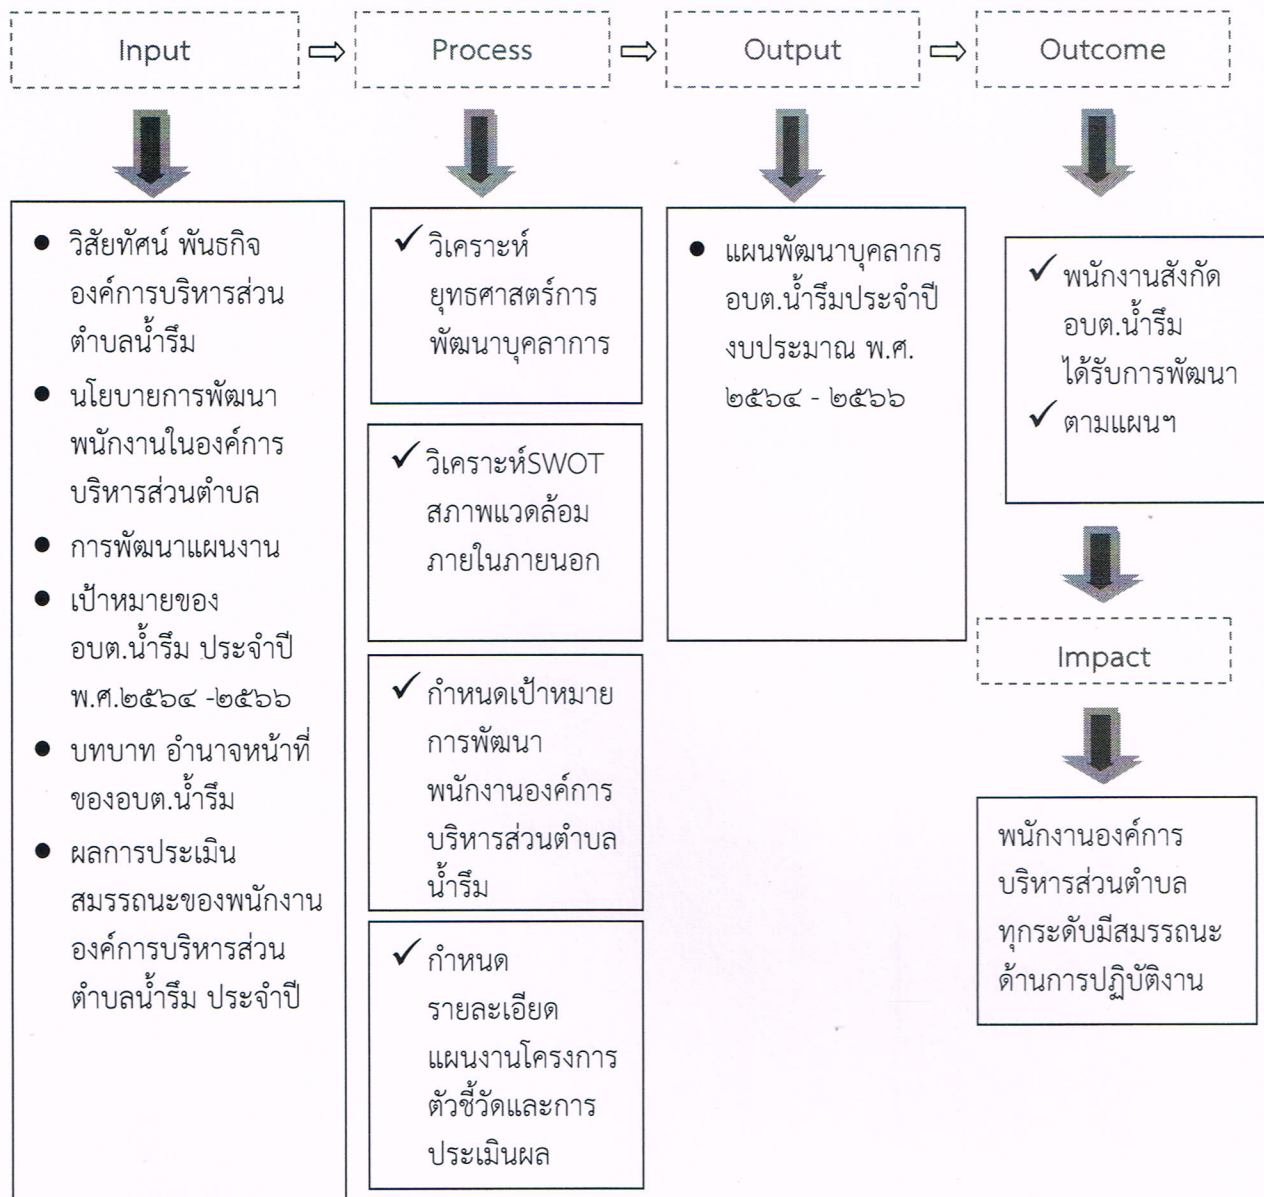 Input
Process
Output
Outcome
● วิสัยทัศน์ พันธกิจ
องค์การบริหารส่วน
ตำบลน้ำรึม
● นโยบายการพัฒนา
พนักงานในองค์การ
บริหารส่วนตำบล
● การพัฒนาแผนงาน
● เป้าหมายของ
อบต.น้ำรึม ประจำปี
พ.ศ.๒๕๖๔ -๒๕๖๖
● บทบาท อำนาจหน้าที่
ของอบต.น้ำรึม
● ผลการประเมิน
สมรรถนะของพนักงาน
องค์การบริหารส่วน
ตำบลน้ำรึม ประจำปี
✓ วิเคราะห์
ยุทธศาสตร์การ
พัฒนาบุคลาการ
✓ วิเคราะห์SWOT
สภาพแวดล้อม
ภายในภายนอก
✓ กำหนดเป้าหมาย
การพัฒนา
พนักงานองค์การ
บริหารส่วนตำบล
น้ำรึม
✓ กำหนด
รายละเอียด
แผนงานโครงการ
ตัวชี้วัดและการ
ประเมินผล
● แผนพัฒนาบุคลากร
อบต.น้ำรึมประจำปี
งบประมาณ พ.ศ.
๒๕๖๔ - ๒๕๖๖
✓ พนักงานสังกัด
อบต.น้ำรึม
ได้รับการพัฒนา
✓ ตามแผนฯ
Impact
พนักงานองค์การ
บริหารส่วนตำบล
ทุกระดับมีสมรรถนะ
ด้านการปฏิบัติงาน